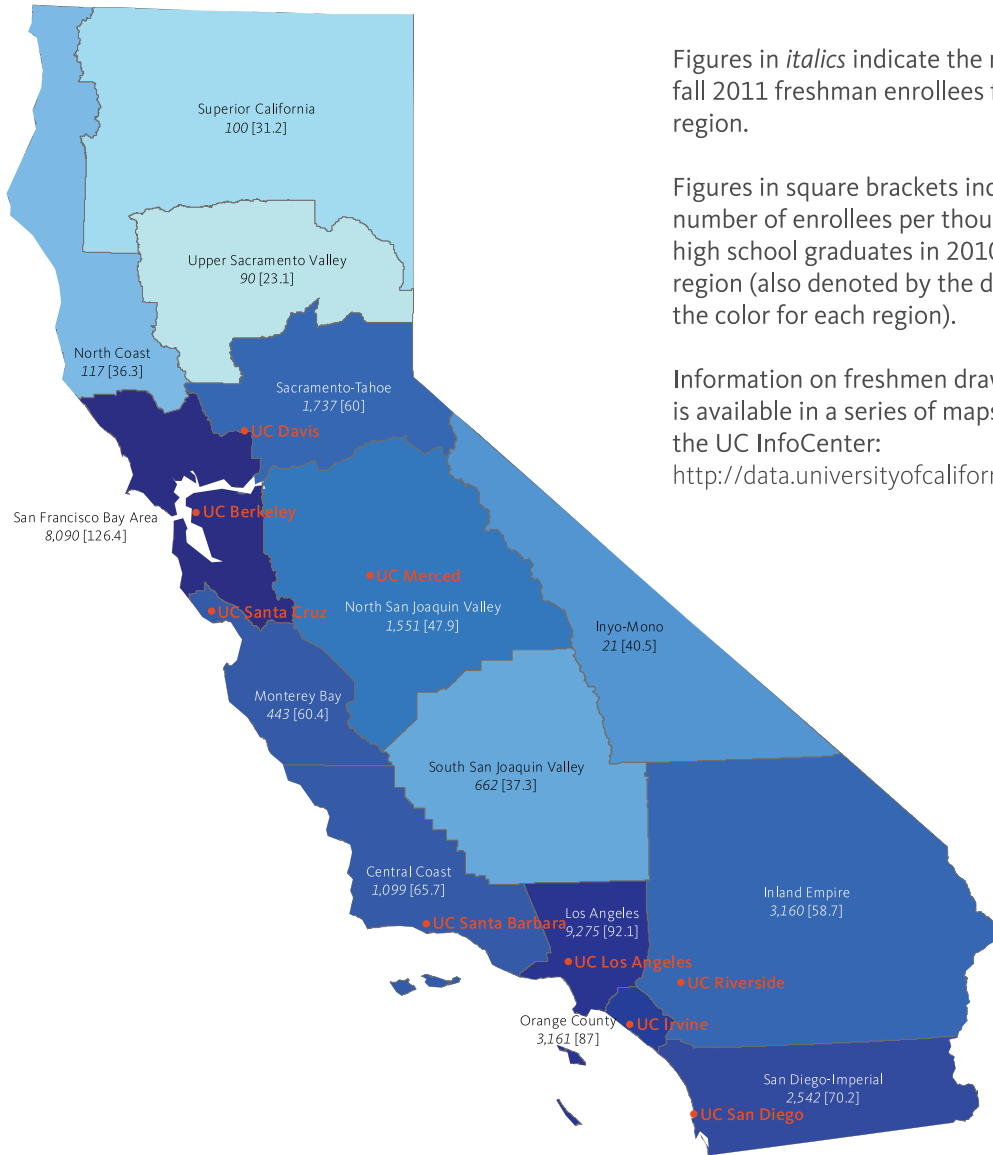 Figures in italics indicate the
fall 2011 freshman enrollees
region.
Figures in square brackets
number of enrollees per
high school graduates in 2010
region (also denoted by the
the color for each region).
Information on freshmen
is available in a series of maps
the UC InfoCenter:
http://data.universityofcaliforn
Superior California
100 [31.2]
Upper Sacramento Valley
90 [23.1]
North Coast
117 [36.3]
Sacramento-Tahoe
1,737 [60]
UC Davis
San Francisco Bay Area
8,090 [126.4]
UC Berkeley
UC Merced
North San Joaquin Valley
1,551 [47.9]
UC Santa Cruz
Inyo-Mono
21 [40.5]
Monterey Bay
443 [60.4]
South San Joaquin Valley
662 [37.3]
Central Coast
1,099 [65.7]
UC Santa Barbara
Los Angeles
9,275 [92.1]
UC Los Angeles
Inland Empire
3,160 [58.7]
UC Riverside
Orange County
3,161 [87]
UC Irvine
San Diego-Imperial
2,542 [70.2]
UC San Diego